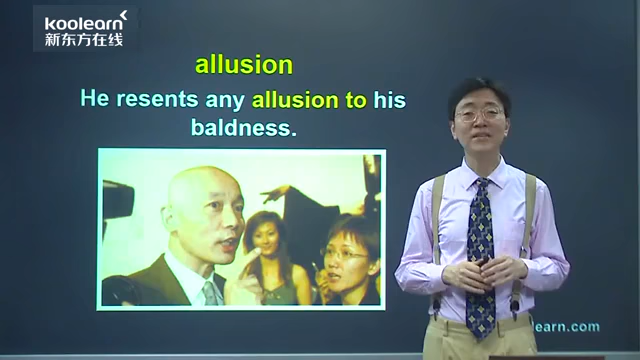 koolearn
新东方在线
allusion
He resents any allusion to his
baldness.
learn.com